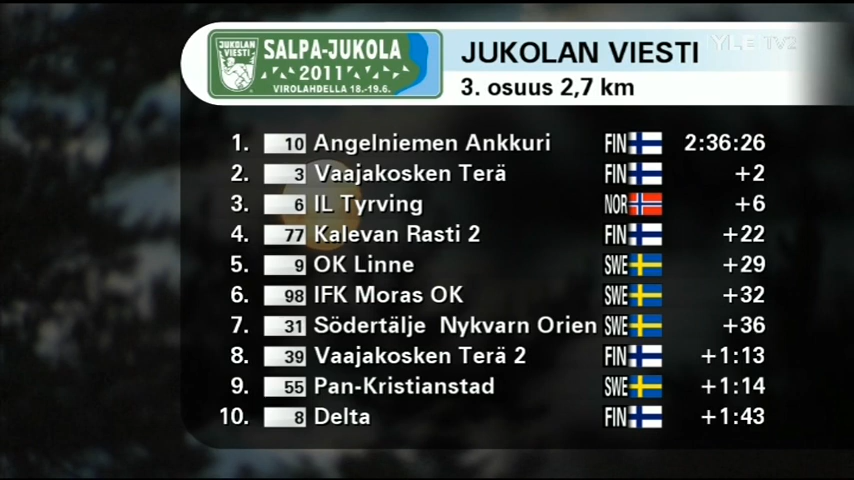 JUKOLAN VIESTI
SALPA-JUKOLA
2011
VIROLAHDELLA 18.-19.6.
JUKOLAN VIESTI
YLE TV2
3. osuus 2,7 km
1. 10 Angelniemen Ankkuri FIN 2:36:26
2. 3 Vaajakosken Terä FIN +2
3. 6 IL Tyrving NOR +6
4. 77 Kalevan Rasti 2 FIN +22
5. 9 OK Linne SWE +29
6. 98 IFK Moras OK SWE +32
7. 31 Södertälje Nykvarn Orien SWE +36
8. 39 Vaajakosken Terä 2 FIN +1:13
9. 55 Pan-Kristianstad SWE +1:14
10. 8 Delta FIN +1:43